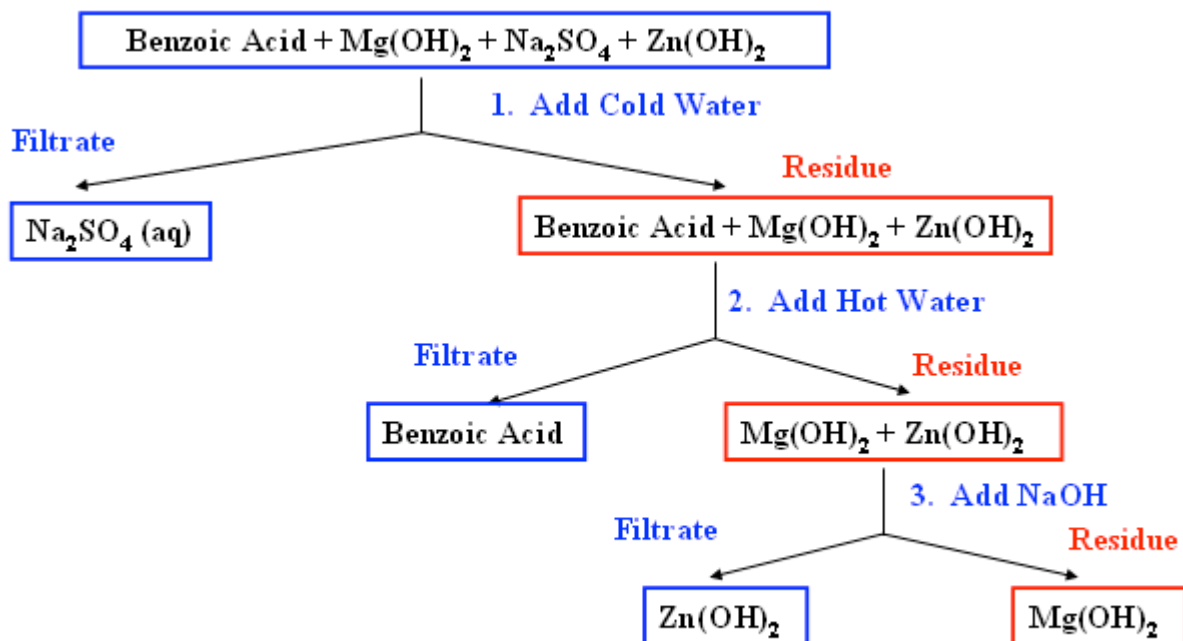 Benzoic Acid + Mg(OH)₂ + Na₂SO₄ + Zn(OH)₂
1. Add Cold Water
Filtrate
Residue
Na₂SO₄ (aq)
Benzoic Acid + Mg(OH)₂ + Zn(OH)₂
2. Add Hot Water
Filtrate
Residue
Benzoic Acid
Mg(OH)₂ + Zn(OH)₂
3. Add NaOH
Filtrate
Residue
Zn(OH)₂
Mg(OH)₂